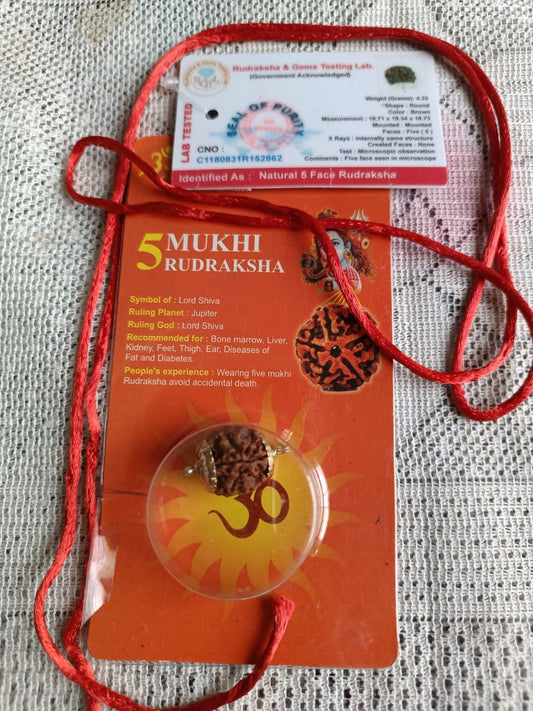 Rudraksha & Gems Testing Lab.
(Government Acknowledged)
LAB TESTED
SEAL OF PURITY
CNO :
C1180831R152862
Weight (Grams): 4.23
Shape : Round
Color : Brown
Measurement : 18.71 x 18.34 x 18.73
Mounted : Mounted
Faces : Five ( 5 )
X Rays : Internally same structure
Created Faces : None
Test : Microscopic observation
Comments : Five face seen in microscope
Identified As : Natural 5 Face Rudraksha
5 MUKHI
RUDRAKSHA
Symbol of : Lord Shiva
Ruling Planet : Jupiter
Ruling God : Lord Shiva
Recommended for : Bone marrow, Liver,
Kidney, Feet, Thigh, Ear, Diseases of
Fat and Diabetes.
People's experience : Wearing five mukhi
Rudraksha avoid accidental death.
ॐ